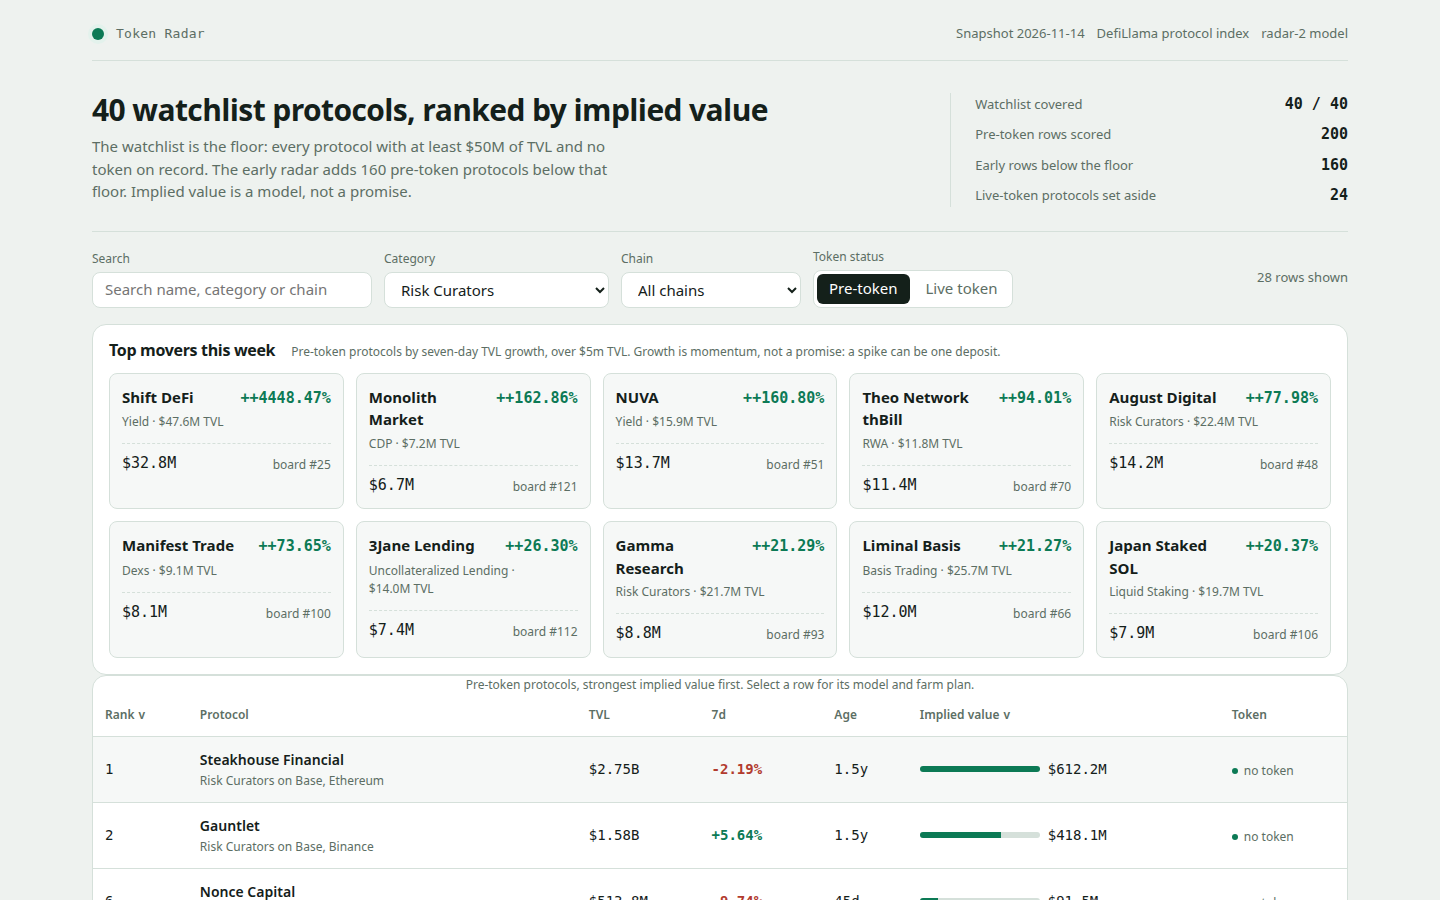 Token Radar
Snapshot 2026-11-14 DefiLlama protocol index radar-2 model
40 watchlist protocols, ranked by implied value
The watchlist is the floor: every protocol with at least $50M of TVL and no
token on record. The early radar adds 160 pre-token protocols below that
floor. Implied value is a model, not a promise.
Watchlist covered 40 / 40
Pre-token rows scored 200
Early rows below the floor 160
Live-token protocols set aside 24
Search
Category
Chain
Token status
Search name, category or chain
Risk Curators
All chains
Pre-token Live token
28 rows shown
Top movers this week Pre-token protocols by seven-day TVL growth, over $5m TVL. Growth is momentum, not a promise: a spike can be one deposit.
Shift DeFi ++4448.47%
Yield · $47.6M TVL
$32.8M board #25
Monolith
Market
++162.86%
CDP · $7.2M TVL
$6.7M board #121
NUVA ++160.80%
Yield · $15.9M TVL
$13.7M board #51
Theo Network
thBill
++94.01%
RWA · $11.8M TVL
$11.4M board #70
August Digital ++77.98%
Risk Curators · $22.4M TVL
$14.2M board #48
Manifest Trade ++73.65%
Dexs · $9.1M TVL
$8.1M board #100
3Jane Lending ++26.30%
Uncollateralized Lending ·
$14.0M TVL
$7.4M board #112
Gamma
Research
++21.29%
Risk Curators · $21.7M TVL
$8.8M board #93
Liminal Basis ++21.27%
Basis Trading · $25.7M TVL
$12.0M board #66
Japan Staked
SOL
++20.37%
Liquid Staking · $19.7M TVL
$7.9M board #106
Pre-token protocols, strongest implied value first. Select a row for its model and farm plan.
Rank v Protocol TVL 7d Age Implied value v Token
1 Steakhouse Financial $2.75B -2.19% 1.5y $612.2M no token
Risk Curators on Base, Ethereum
2 Gauntlet $1.58B +5.64% 1.5y $418.1M no token
Risk Curators on Base, Binance
Nonce Capital